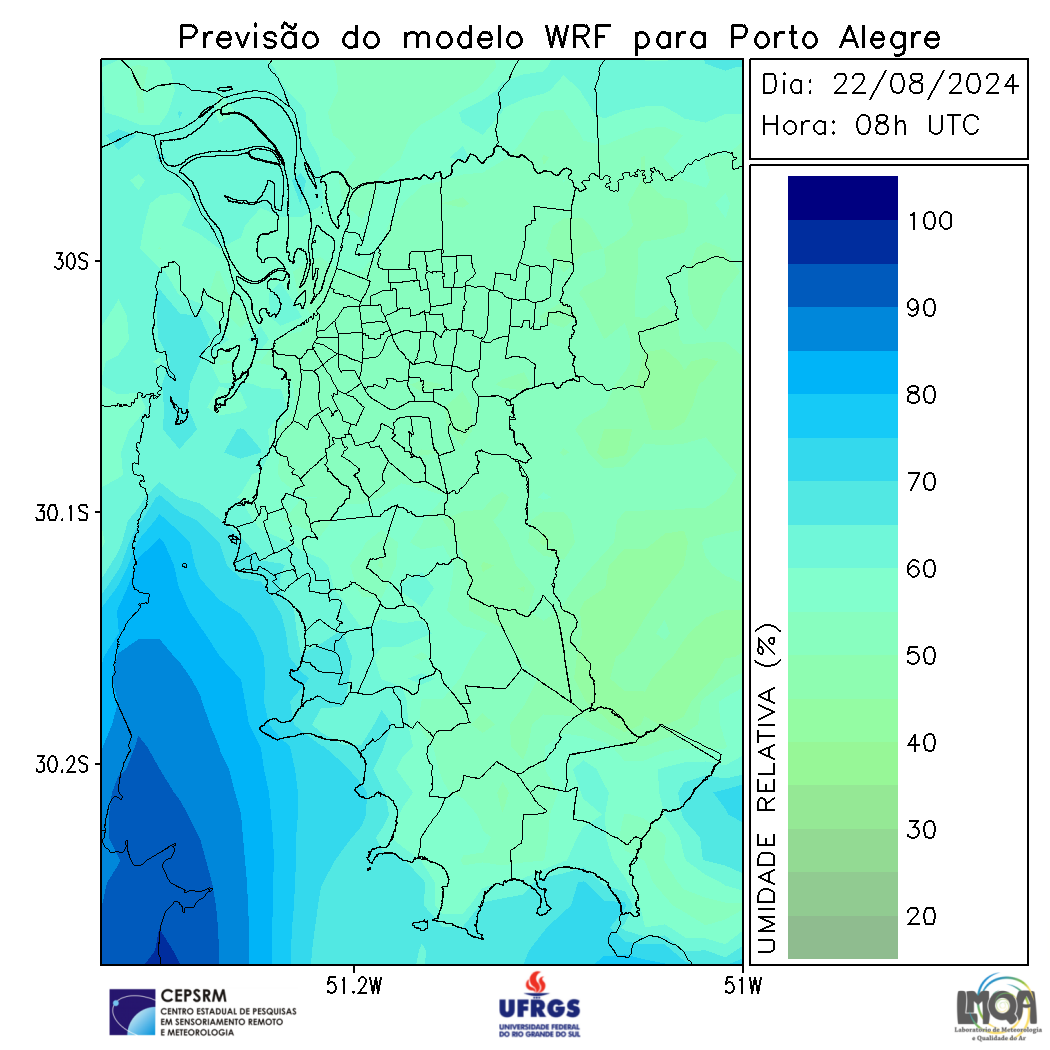 Previsão do modelo WRF para Porto Alegre
Dia: 22/08/2024
Hora: 08h UTC
30S
30.1S
30.2S
51.2W
51W
100
90
80
70
60
50
40
30
20
UMIDADE RELATIVA (%)
CEPSRM
CENTRO ESTADUAL DE PESQUISAS
EM SENSORIAMENTO REMOTO
E METEOROLOGIA
UFRGS
UNIVERSIDADE FEDERAL
DO RIO GRANDE DO SUL
LMQA
Laboratório de Meteorologia
e Qualidade do Ar